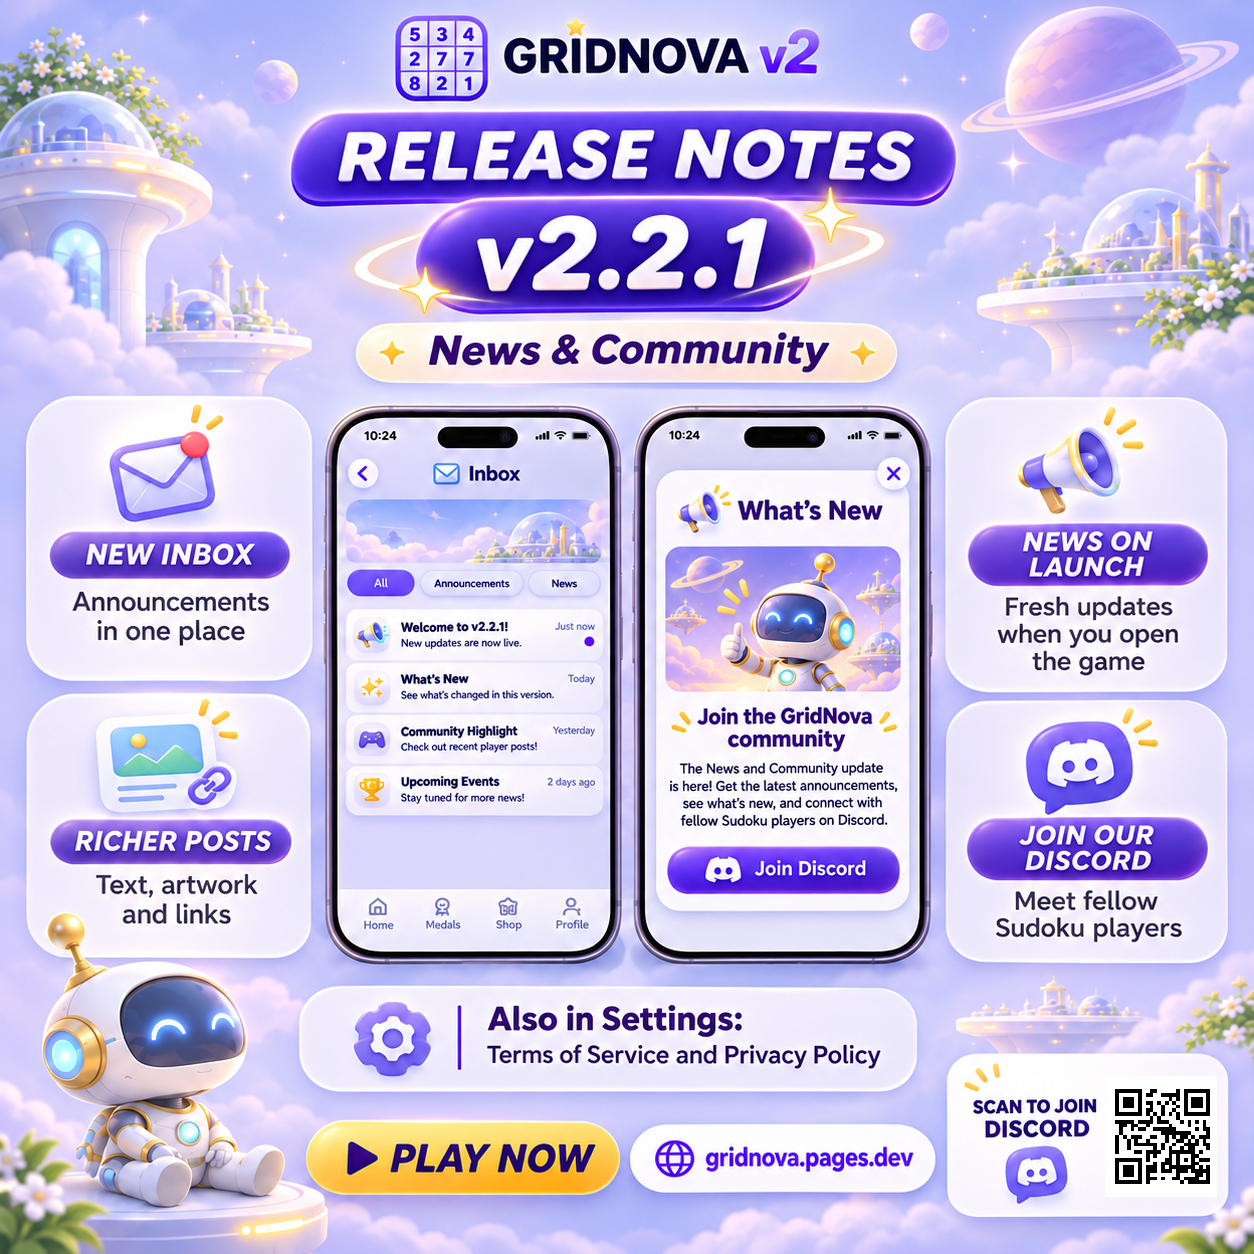 5 3 4
2 7 7
8 2 1
GRIDNOVA v2
RELEASE NOTES
v2.2.1
News & Community
NEW INBOX
Announcements
in one place
RICHER POSTS
Text, artwork
and links
10:24
Inbox
All
Announcements
News
Welcome to v2.2.1!
Just now
New updates are now live.
What's New
Today
See what's changed in this version.
Community Highlight
Yesterday
Check out recent player posts!
Upcoming Events
2 days ago
Stay tuned for more news!
Home
Medals
Shop
Profile
10:24
What's New
Join the GridNova
community
The News and Community update
is here! Get the latest announcements,
see what's new, and connect with
fellow Sudoku players on Discord.
Join Discord
NEWS ON
LAUNCH
Fresh updates
when you open
the game
JOIN OUR
DISCORD
Meet fellow
Sudoku players
Also in Settings:
Terms of Service and Privacy Policy
PLAY NOW
gridnova.pages.dev
SCAN TO JOIN
DISCORD